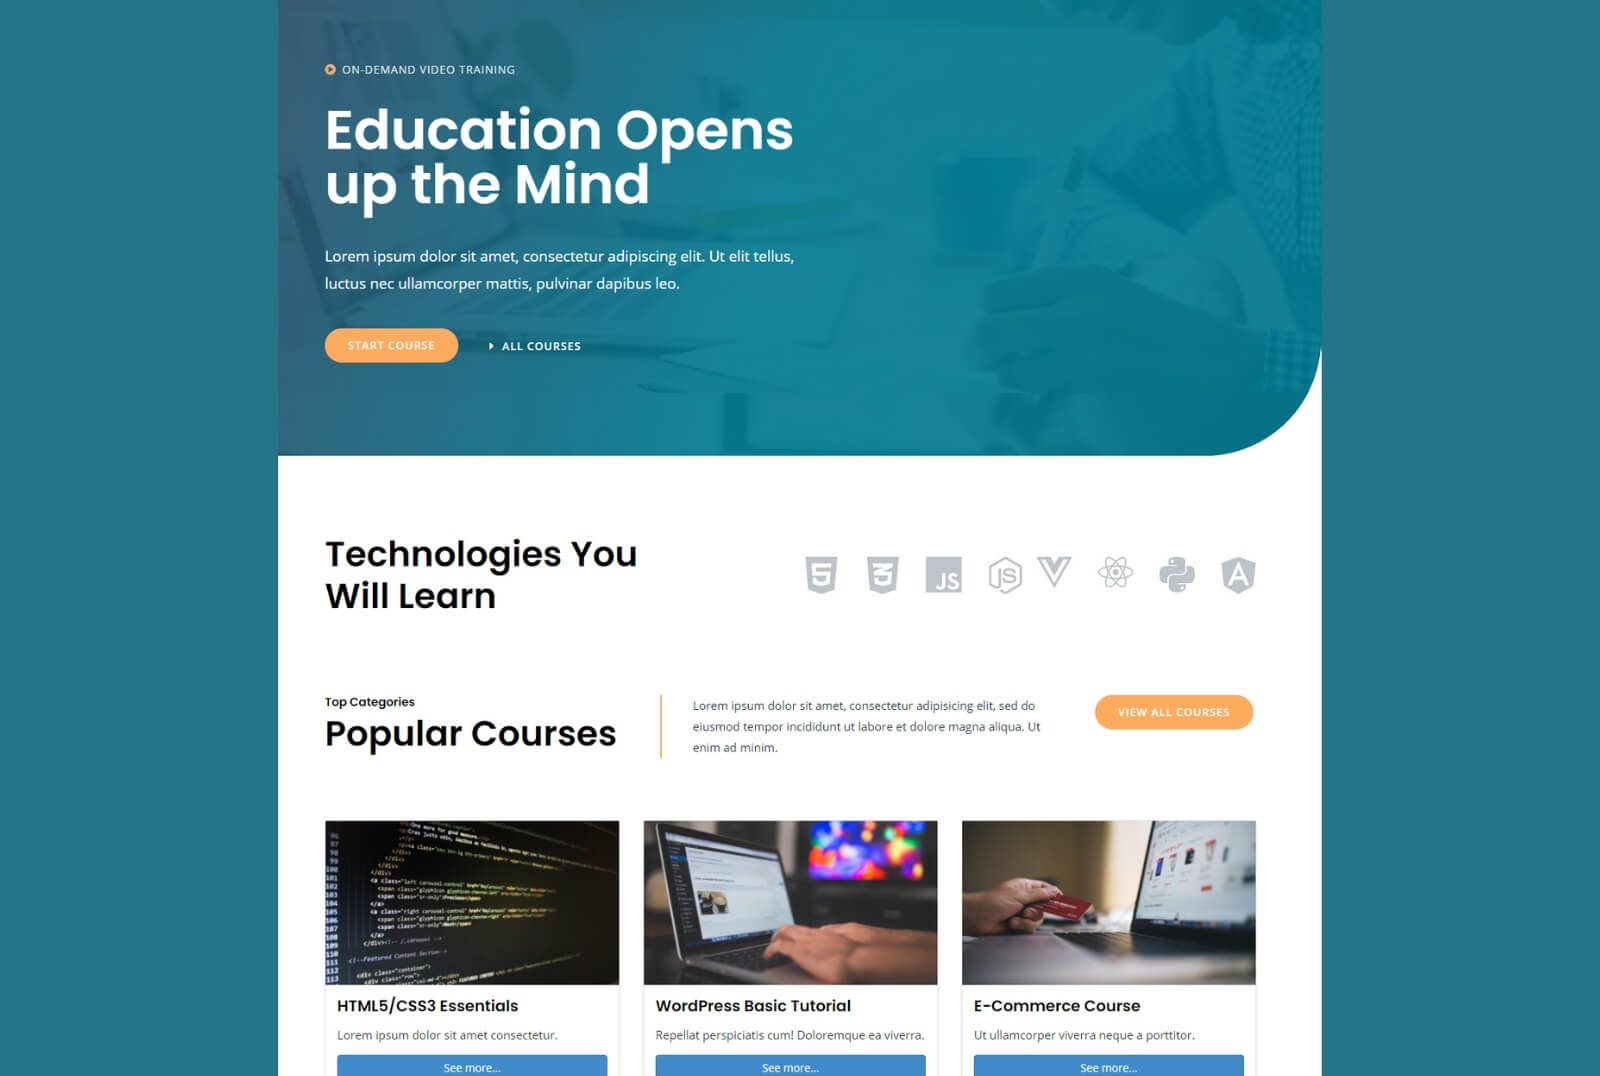 ON-DEMAND VIDEO TRAINING
Education Opens
up the Mind
Lorem ipsum dolor sit amet, consectetur adipiscing elit. Ut elit tellus,
luctus nec ullamcorper mattis, pulvinar dapibus leo.
START COURSE
ALL COURSES
Technologies You
Will Learn
5
3
JS
JS
A
Top Categories
Popular Courses
Lorem ipsum dolor sit amet, consectetur adipisicing elit, sed do
eiusmod tempor incididunt ut labore et dolore magna aliqua. Ut
enim ad minim.
VIEW ALL COURSES
HTML5/CSS3 Essentials
Lorem ipsum dolor sit amet consectetur.
See more...
WordPress Basic Tutorial
Repellat perspiciatis cum! Doloremque ea viverra.
See more...
E-Commerce Course
Ut ullamcorper viverra neque a porttitor.
See more...